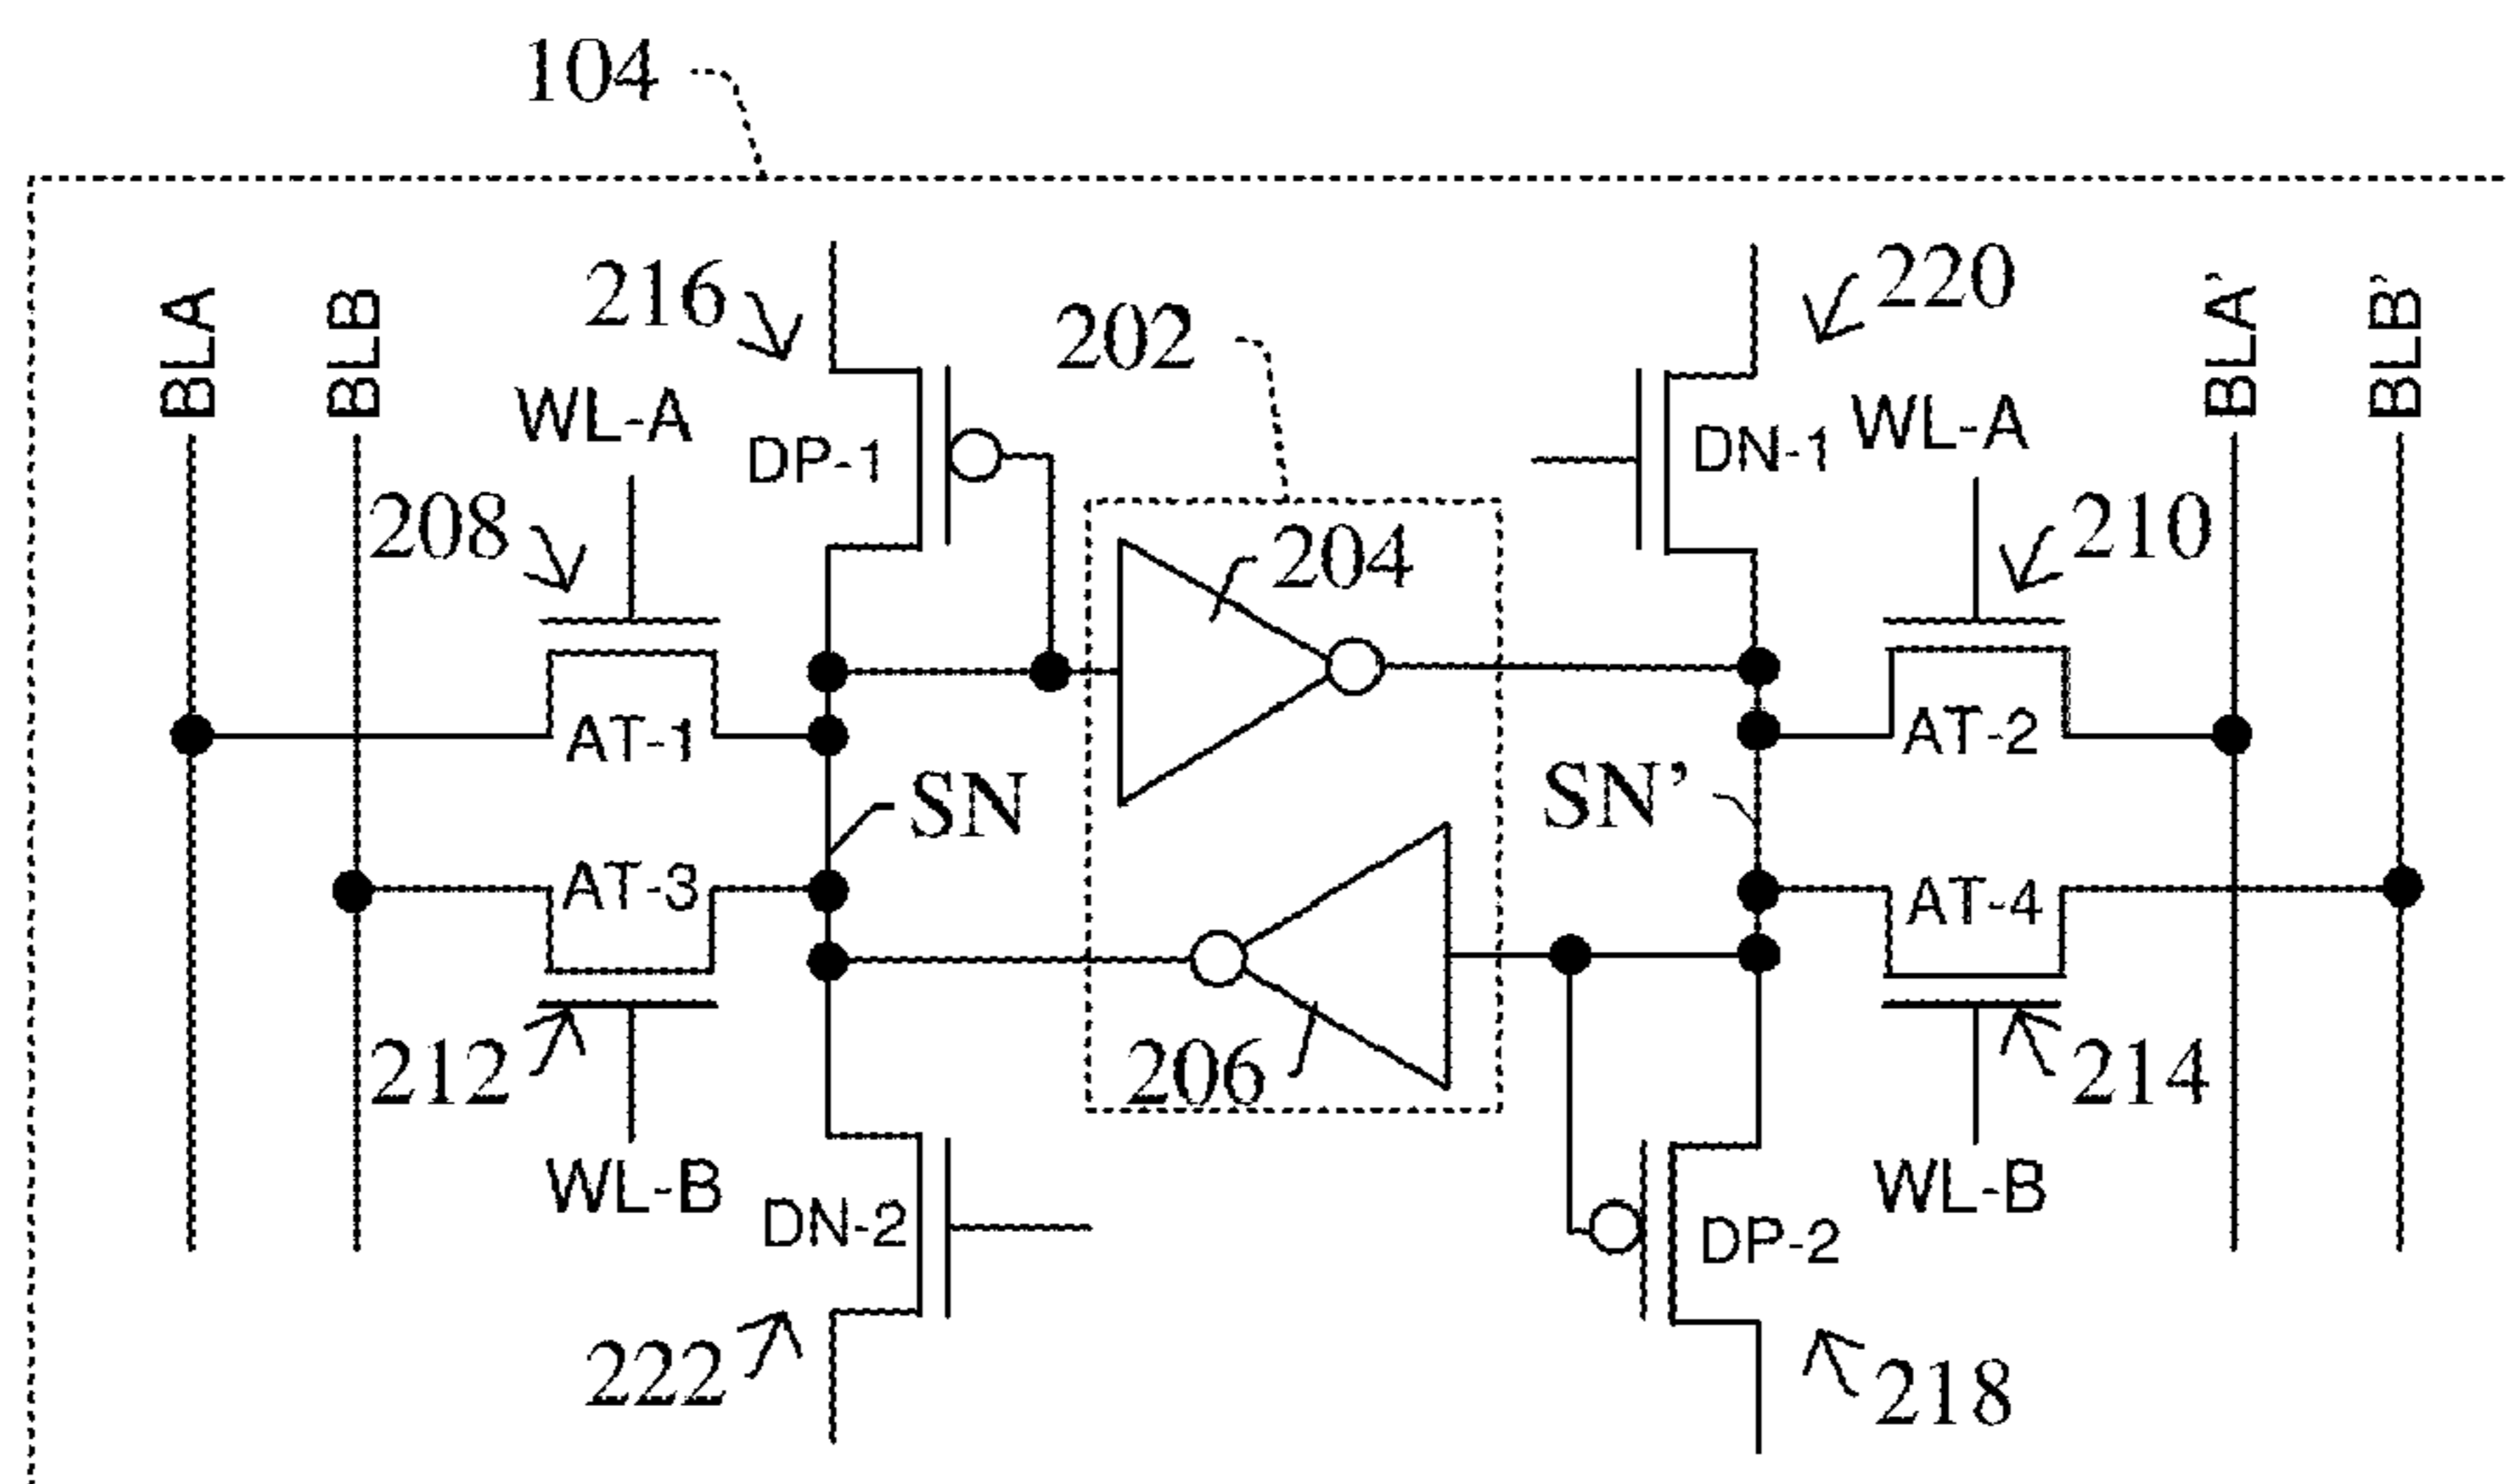 104
BLA
BLB
216
WL-A
DP-1
202
220
DN-1
WL-A
BLA'
BLB'
208
204
210
AT-1
AT-2
SN
SN’
AT-3
AT-4
212
206
214
WL-B
DN-2
DP-2
WL-B
222
218